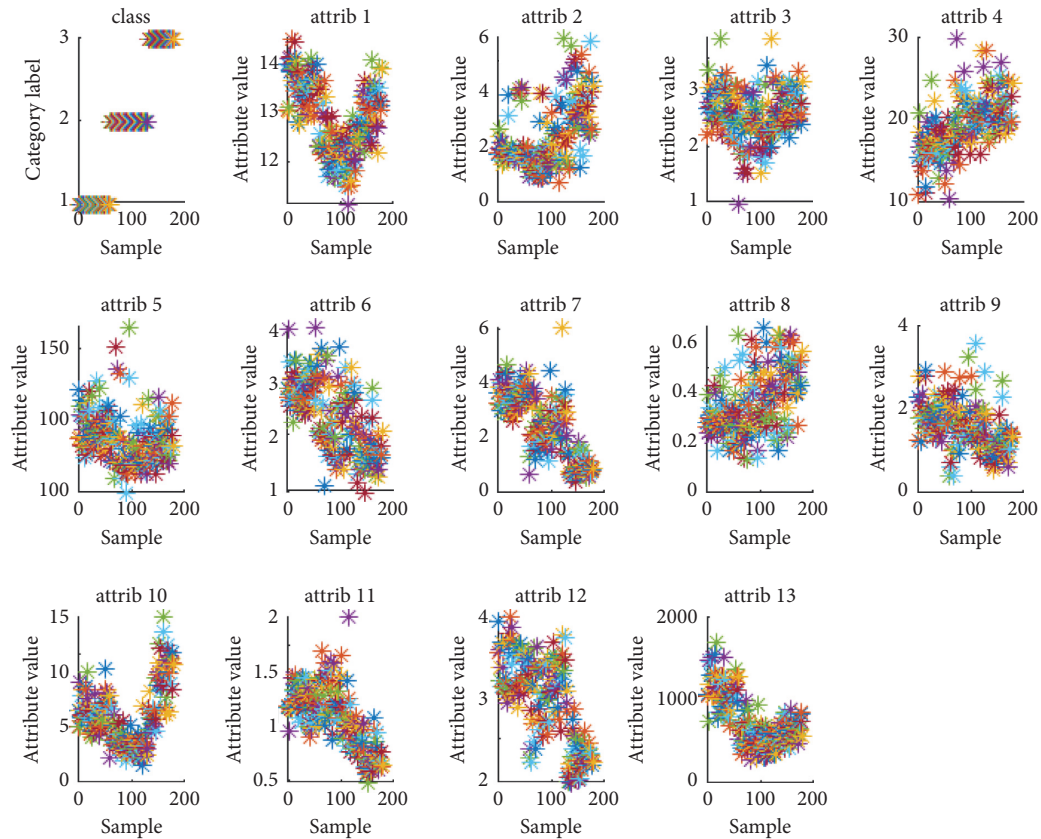 class
3
2
1
0 100 200
Category label
Sample
attrib 1
14
13
12
0 100 200
Attribute value
Sample
attrib 2
6
4
2
0
0 100 200
Attribute value
Sample
attrib 3
3
2
1
0 100 200
Attribute value
Sample
attrib 4
30
20
10
0 100 200
Attribute value
Sample
attrib 5
150
100
100
0 100 200
Attribute value
Sample
attrib 6
4
3
2
1
0 100 200
Attribute value
Sample
attrib 7
6
4
2
0
0 100 200
Attribute value
Sample
attrib 8
0.6
0.4
0.2
0 100 200
Attribute value
Sample
attrib 9
4
2
0
0 100 200
Attribute value
Sample
attrib 10
15
10
5
0
0 100 200
Attribute value
Sample
attrib 11
2
1.5
1
0.5
0 100 200
Attribute value
Sample
attrib 12
4
3
2
0 100 200
Attribute value
Sample
attrib 13
2000
1000
0
0 100 200
Attribute value
Sample